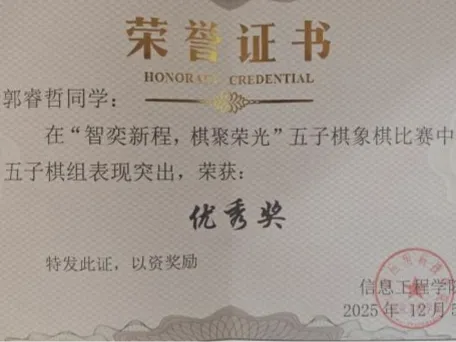 荣誉证书
HONORARY CREDENTIAL
郭睿哲同学：
在“智奕新程，棋聚荣光”五子棋象棋比赛中
五子棋组表现突出，荣获：
优秀奖
特发此证，以资奖励
信息工程学院
2025年12月5